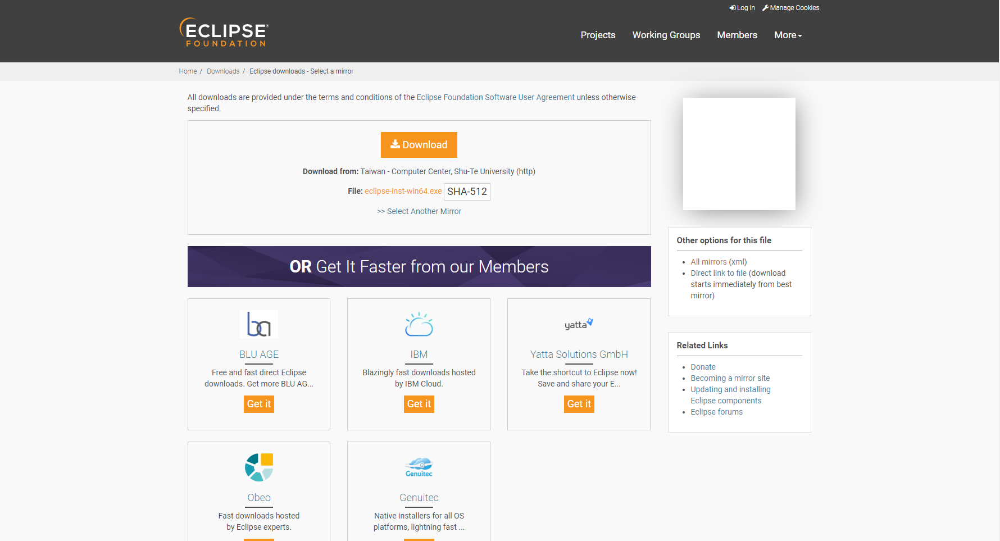 Log in Manage Cookies
ECLIPSE®
FOUNDATION
Projects Working Groups Members More
Home / Downloads / Eclipse downloads - Select a mirror
All downloads are provided under the terms and conditions of the Eclipse Foundation Software User Agreement unless otherwise
specified.
Download
Download from: Taiwan - Computer Center, Shu-Te University (http)
File: eclipse-inst-win64.exe SHA-512
>> Select Another Mirror
OR Get It Faster from our Members
ba
BLU AGE
Free and fast direct Eclipse
downloads. Get more BLU AG...
Get it
IBM
Blazingly fast downloads hosted
by IBM Cloud.
Get it
yatta
Yatta Solutions GmbH
Take the shortcut to Eclipse now!
Save and share your E...
Get it
Obeo
Fast downloads hosted
by Eclipse experts.
Genuitec
Genuitec
Native installers for all OS
platforms, lightning fast ...
Other options for this file
All mirrors (xml)
Direct link to file (download
starts immediately from best
mirror)
Related Links
Donate
Becoming a mirror site
Updating and installing
Eclipse components
Eclipse forums